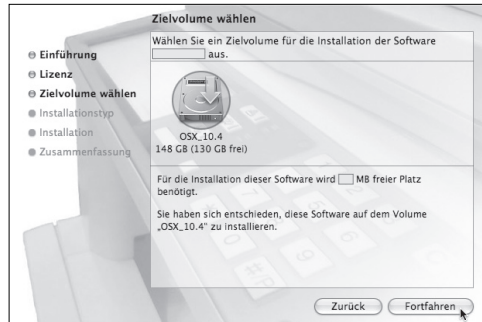 Zielvolume wählen
Wählen Sie ein Zielvolume für die Installation der Software
aus.
Einführung
Lizenz
Zielvolume wählen
Installationstyp
Installation
Zusammenfassung
OSX_10.4
148 GB (130 GB frei)
Für die Installation dieser Software wird MB freier Platz
benötigt.
Sie haben sich entschieden, diese Software auf dem Volume
„OSX_10.4“ zu installieren.
Zurück
Fortfahren